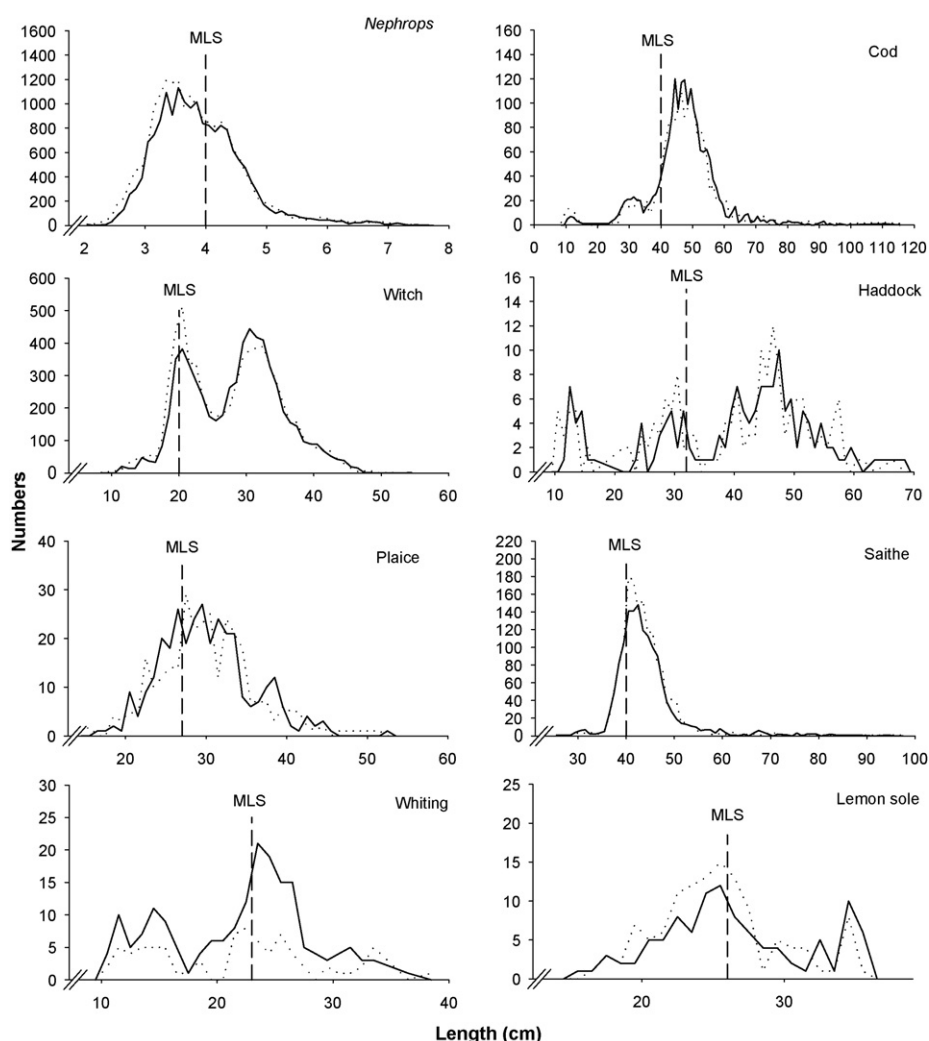 Nephrops
MLS
1600
1400
1200
1000
800
600
400
200
0
2 3 4 5 6 7 8
Cod
MLS
160
140
120
100
80
60
40
20
0
0 10 20 30 40 50 60 70 80 90 100 110 120
Witch
MLS
600
500
400
300
200
100
0
10 20 30 40 50 60
Haddock
MLS
16
14
12
10
8
6
4
2
0
10 20 30 40 50 60 70
Numbers
Plaice
MLS
40
30
20
10
0
20 30 40 50 60
Saithe
MLS
220
200
180
160
140
120
100
80
60
40
20
0
30 40 50 60 70 80 90 100
Whiting
MLS
30
25
20
15
10
5
0
10 20 30 40
Lemon sole
MLS
25
20
15
10
5
0
20 30
Length (cm)